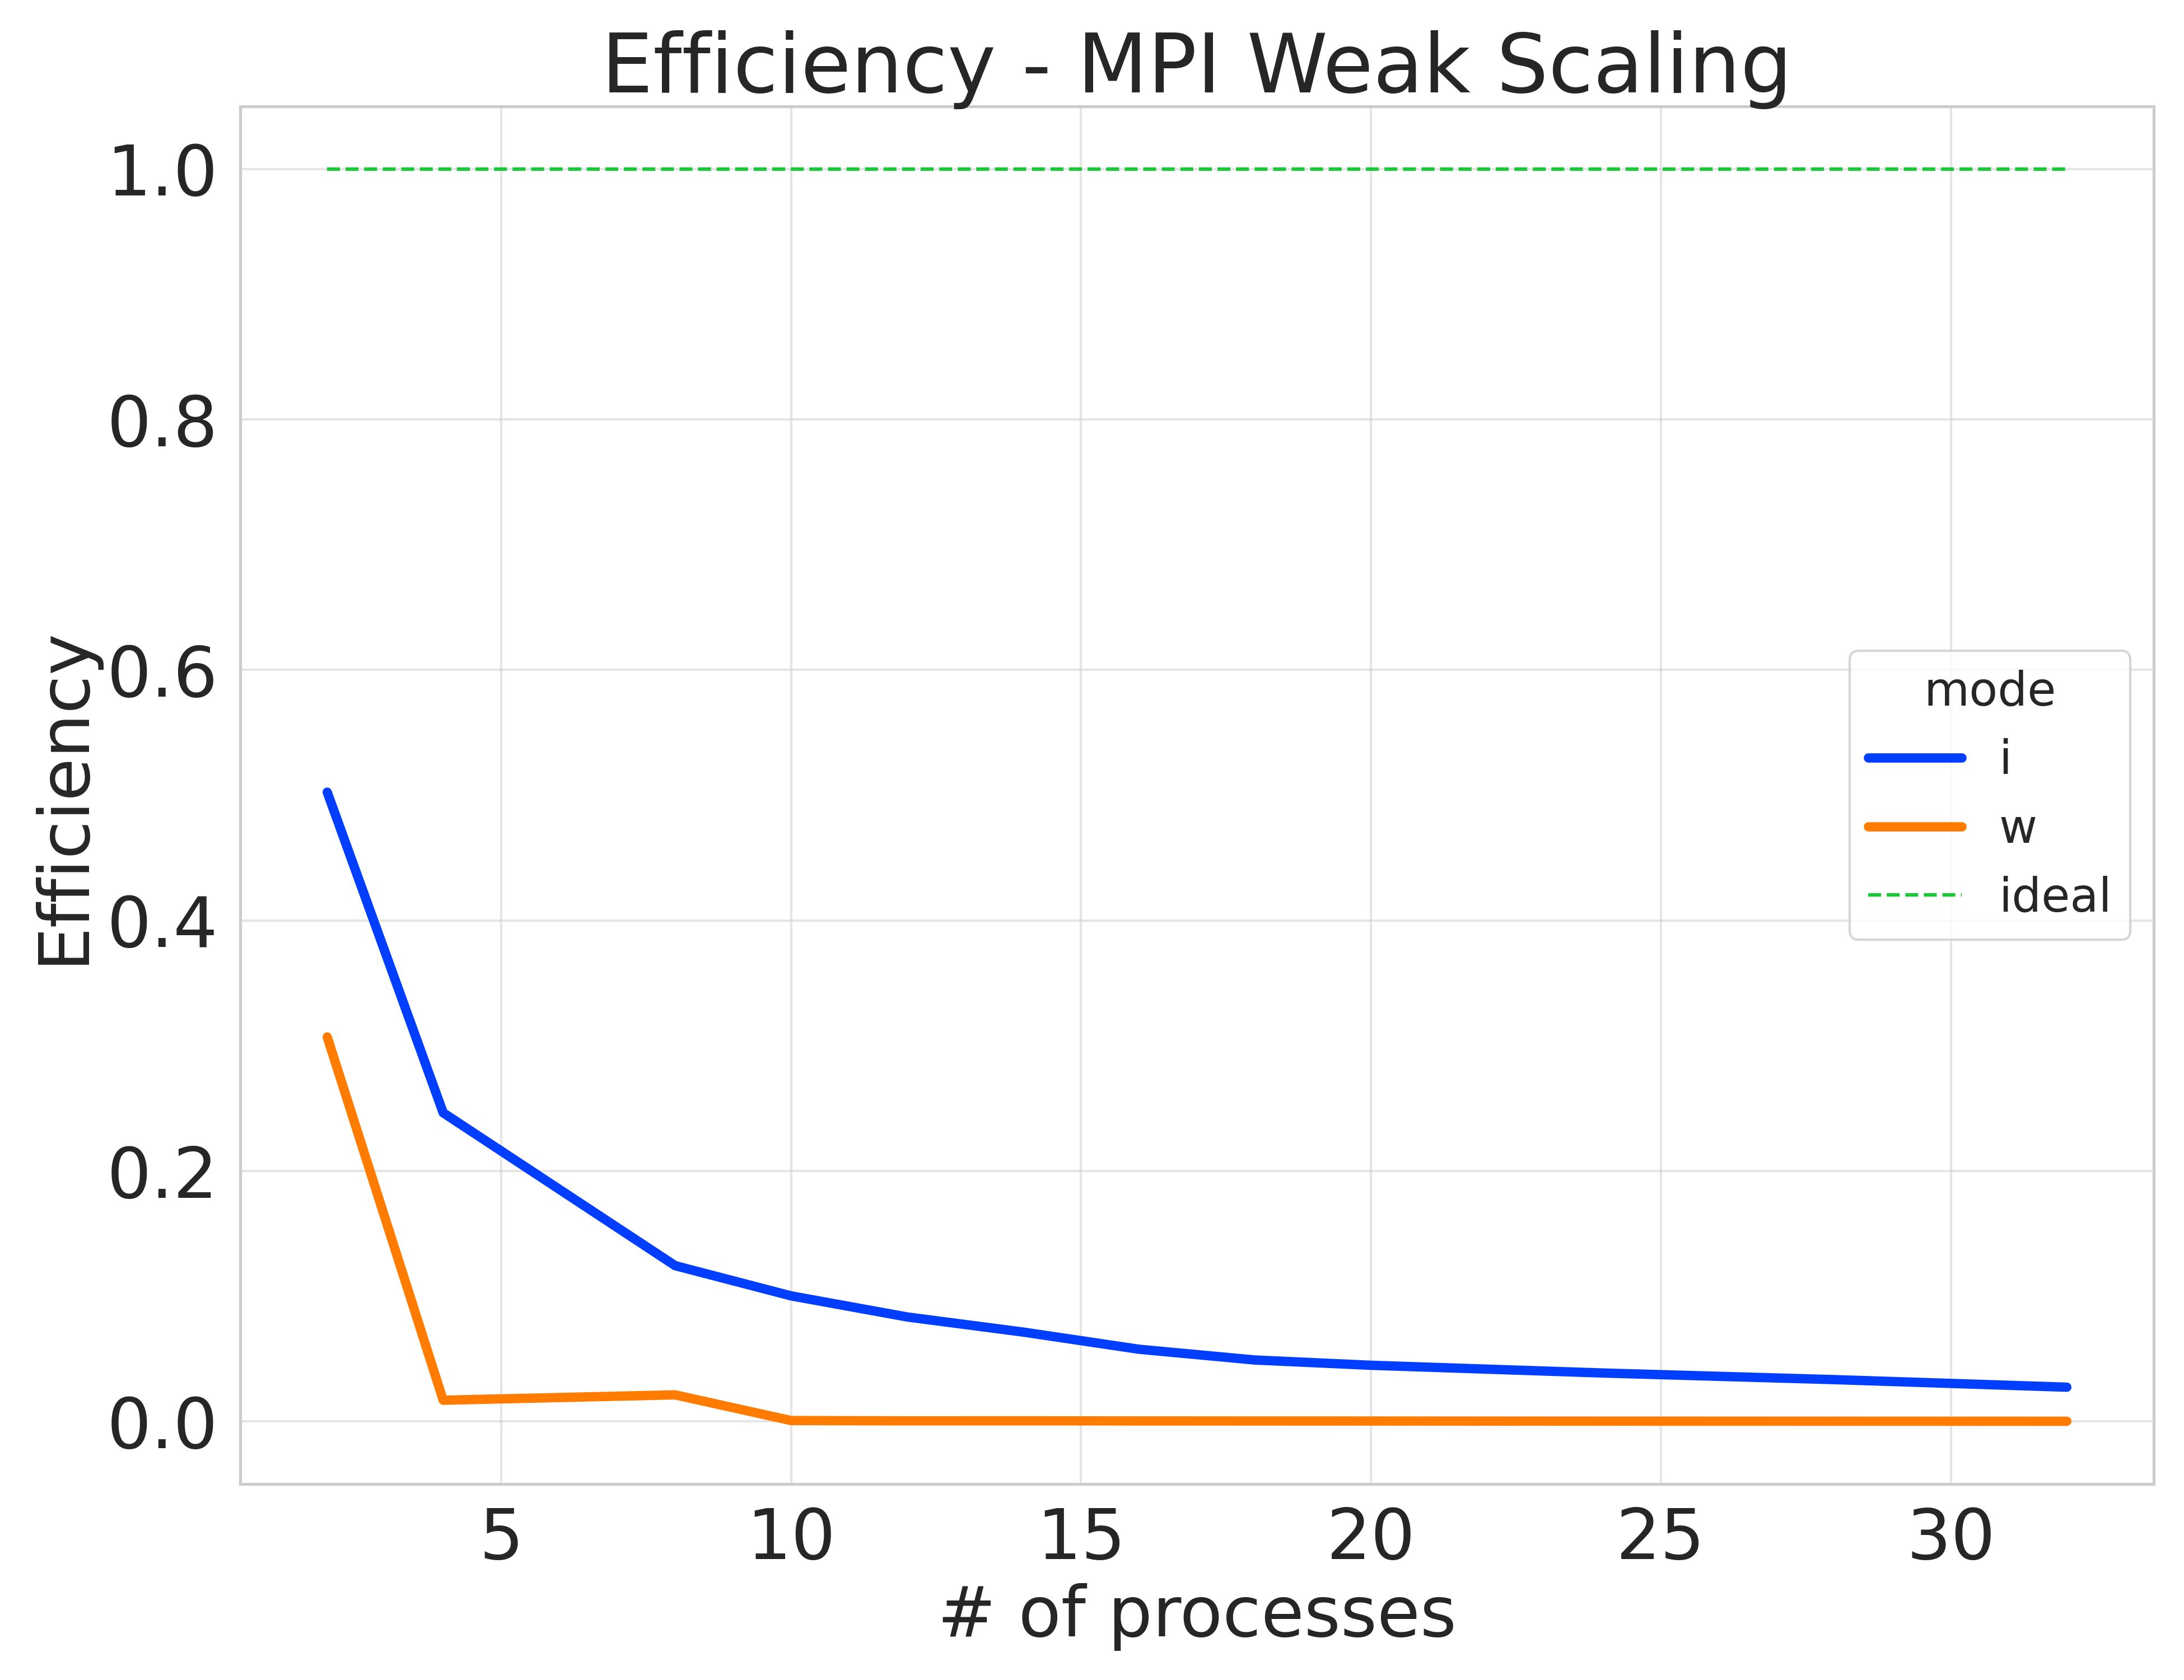 Efficiency - MPI Weak Scaling
1.0
0.8
0.6
0.4
0.2
0.0
Efficiency
mode
i
w
ideal
5 10 15 20 25 30
# of processes